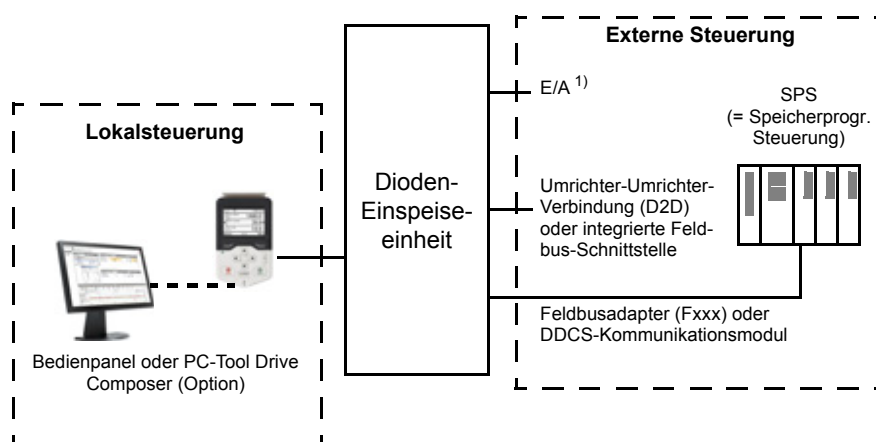 Externe Steuerung
E/A 1)
SPS
(= Speicherprogr.
Steuerung)
Lokalsteuerung
Dioden-
Einspeise-
einheit
Umrichter-Umrichter-
Verbindung (D2D)
oder integrierte Feld-
bus-Schnittstelle
Feldbusadapter (Fxxx) oder
DDCS-Kommunikationsmodul
Bedienpanel oder PC-Tool Drive
Composer (Option)